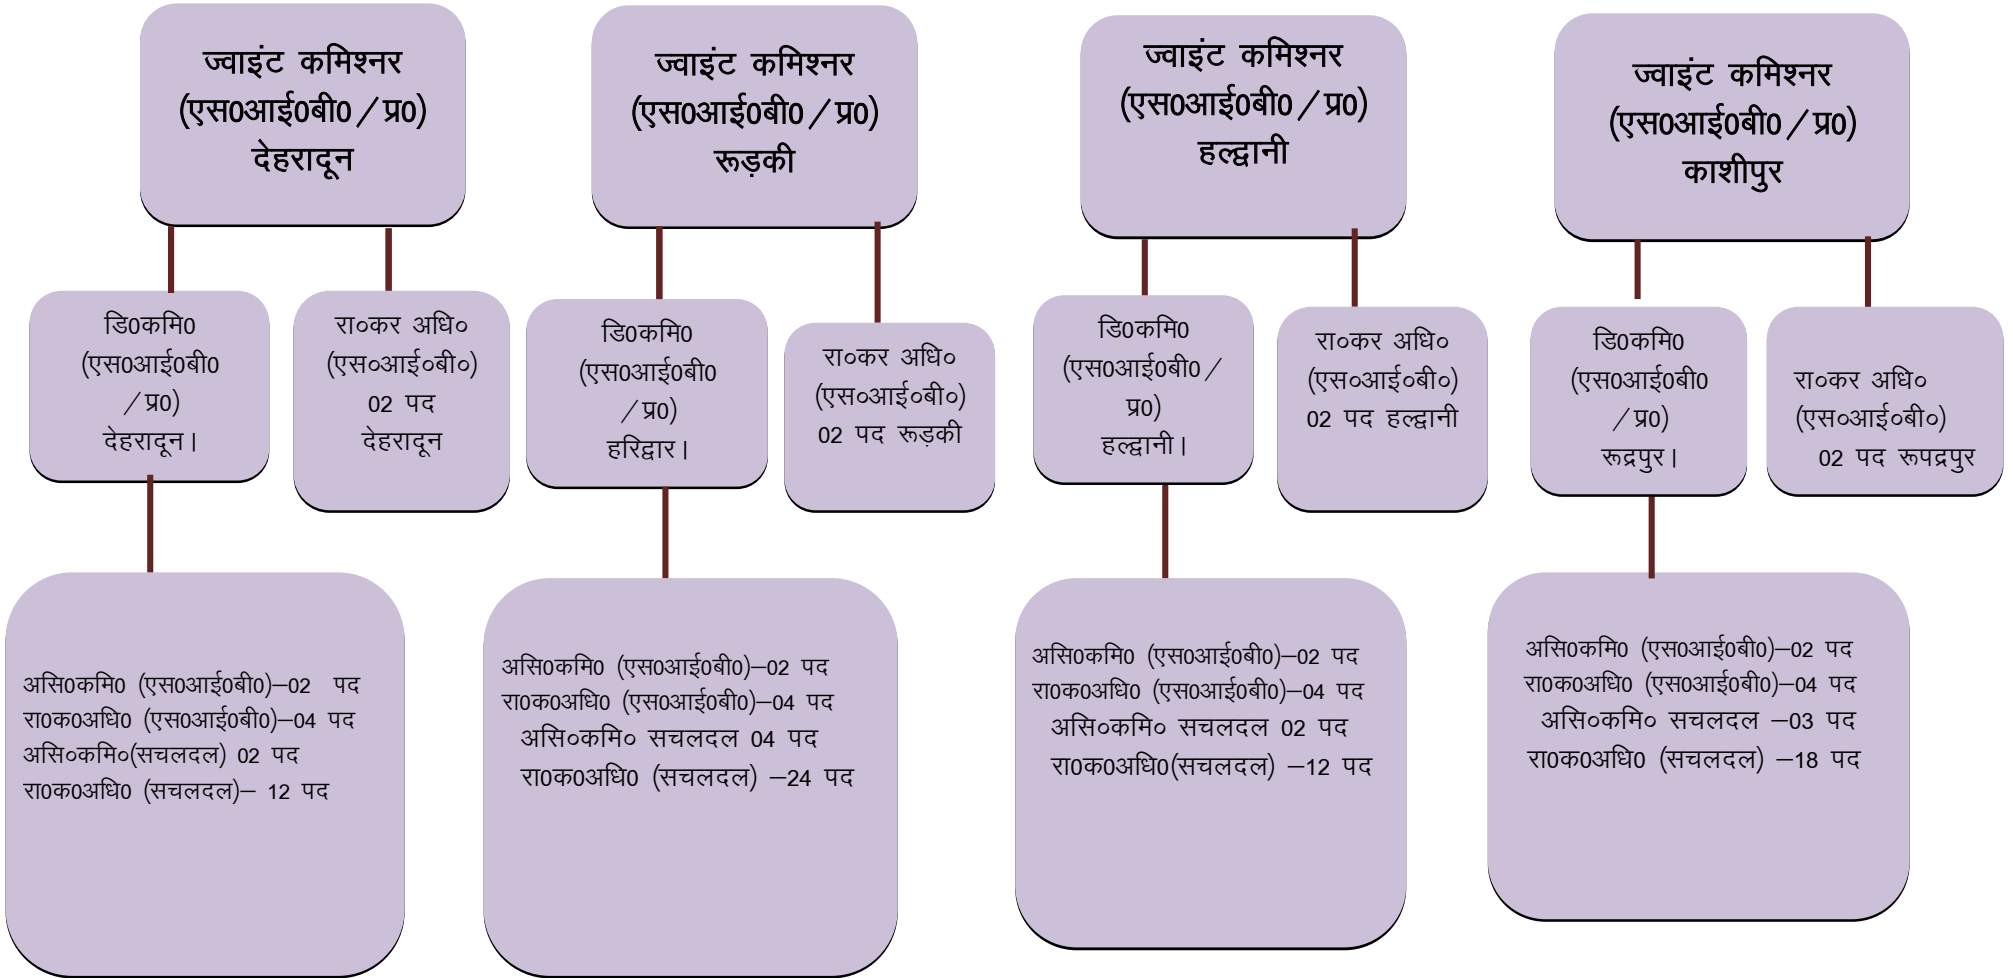 ज्वाइंट कमिश्नर
(एस0आई0बी0 / प्र0)
देहरादून
ज्वाइंट कमिश्नर
(एस0आई0बी0 / प्र0)
रूड़की
ज्वाइंट कमिश्नर
(एस0आई0बी0 / प्र0)
हल्द्वानी
ज्वाइंट कमिश्नर
(एस0आई0बी0 / प्र0)
काशीपुर
डि0कमि0
(एस0आई0बी0
/ प्र0)
देहरादून।
रा०कर अधि०
(एस०आई०बी०)
02 पद
देहरादून
डि0कमि0
(एस0आई0बी0
/ प्र0)
हरिद्वार।
रा०कर अधि०
(एस०आई०बी०)
02 पद रूड़की
डि0कमि0
(एस0आई0बी0 /
प्र0)
हल्द्वानी।
रा०कर अधि०
(एस०आई०बी०)
02 पद हल्द्वानी
डि0कमि0
(एस0आई0बी0
/ प्र0)
रूद्रपुर।
रा०कर अधि०
(एस०आई०बी०)
02 पद रूपद्रपुर
असि0कमि0 (एस0आई0बी0)–02 पद
रा0क0अधि0 (एस0आई0बी0)–04 पद
असि०कमि०(सचलदल) 02 पद
रा0क0अधि0 (सचलदल)– 12 पद
असि0कमि0 (एस0आई0बी0)–02 पद
रा0क0अधि0 (एस0आई0बी0)–04 पद
असि०कमि० सचलदल 04 पद
रा0क0अधि0 (सचलदल) –24 पद
असि0कमि0 (एस0आई0बी0)–02 पद
रा0क0अधि0 (एस0आई0बी0)–04 पद
असि०कमि० सचलदल 02 पद
रा0क0अधि0(सचलदल) –12 पद
असि0कमि0 (एस0आई0बी0)–02 पद
रा0क0अधि0 (एस0आई0बी0)–04 पद
असि०कमि० सचलदल –03 पद
रा0क0अधि0 (सचलदल) –18 पद